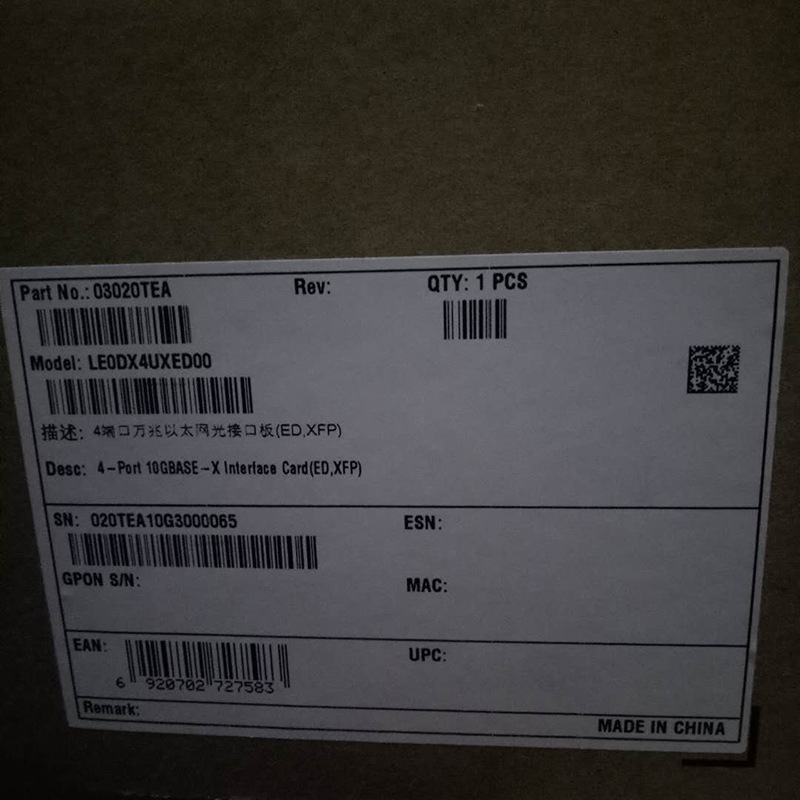 Part No.: 03020TEA Rev: QTY: 1 PCS
Model: LE0DX4UXED00
描述: 4端口万兆以太网光接口板(ED,XFP)
Desc: 4-Port 10GBASE-X Interface Card(ED,XFP)
SN: 020TEA10G3000065 ESN:
GPON S/N: MAC:
EAN: UPC:
6 920702 727583
Remark:
MADE IN CHINA